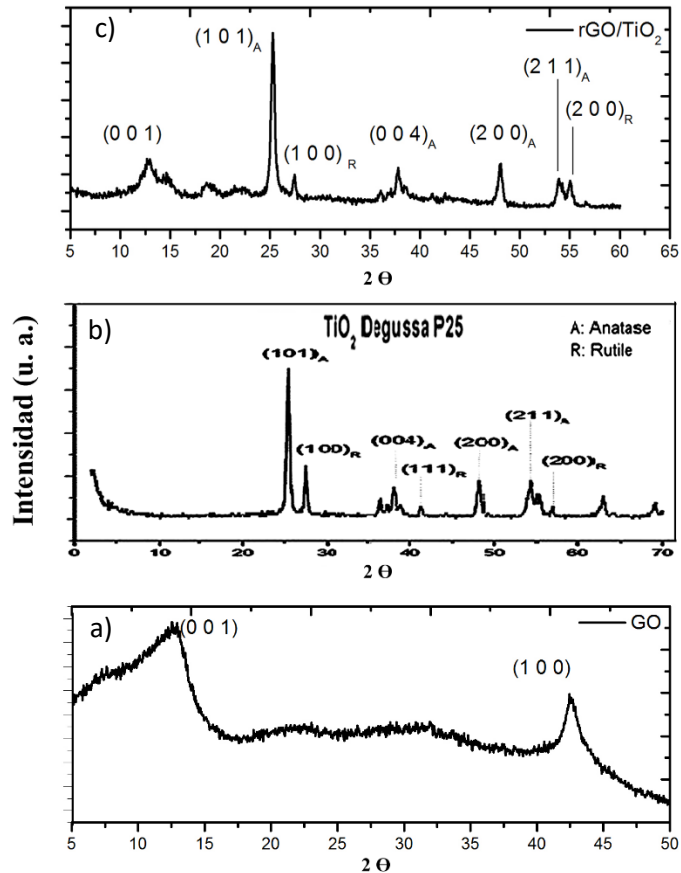 c)
rGO/TiO₂
(1 0 1)A
(2 1 1)A
(2 0 0)R
(0 0 1)
(0 0 4)A
(2 0 0)A
(1 0 0)R
5 10 15 20 25 30 35 40 45 50 55 60 65
2 Θ
Intensidad (u. a.)
b)
TiO₂ Degussa P25
A: Anatase
R: Rutile
(101)A
(100)R
(004)A
(111)R
(200)A
(211)A
(200)R
0 10 20 30 40 50 60 70
2 Θ
a)
(0 0 1)
GO
(1 0 0)
5 10 15 20 25 30 35 40 45 50
2 Θ